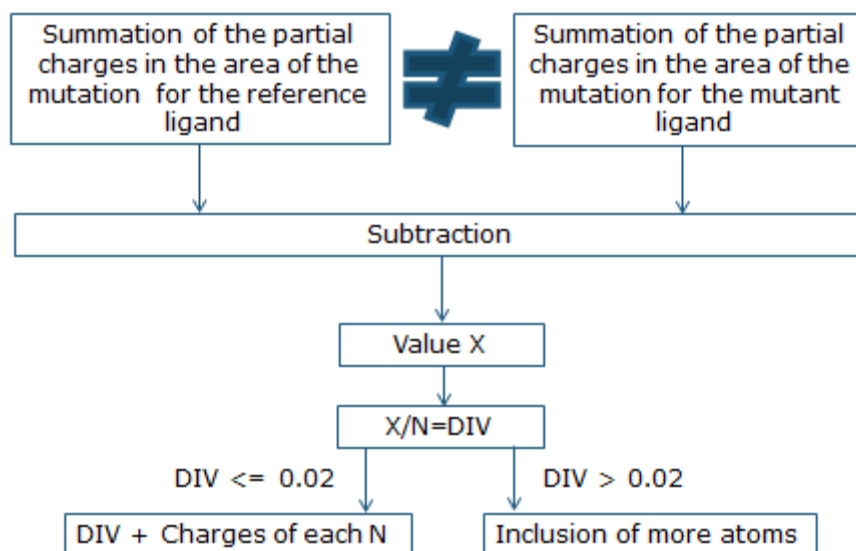 Summation of the partial
charges in the area of the
mutation for the reference
ligand
≠
Summation of the partial
charges in the area of the
mutation for the mutant
ligand
Subtraction
Value X
X/N=DIV
DIV <= 0.02
DIV > 0.02
DIV + Charges of each N
Inclusion of more atoms